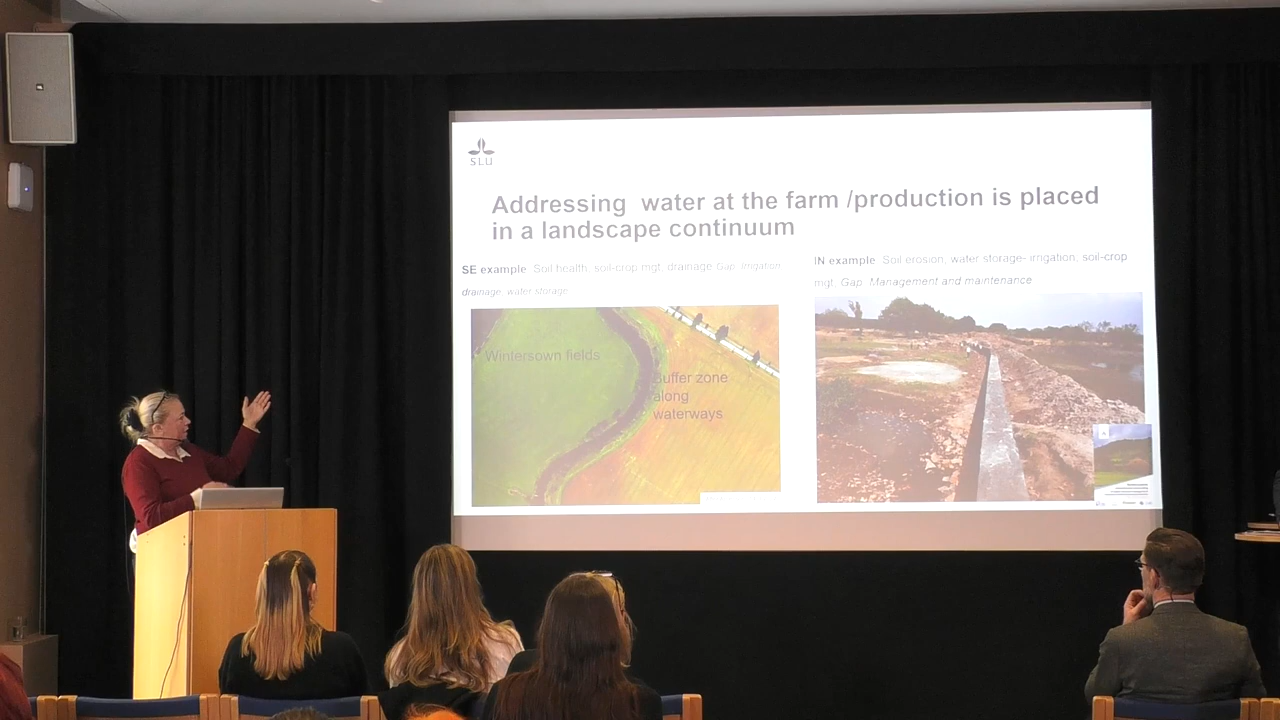 SLU
Addressing water at the farm /production is placed
in a landscape continuum
SE example Soil health, soil-crop mgt, drainage Gap: Irrigation,
drainage, water storage
IN example Soil erosion, water storage- irrigation, soil-crop
mgt, Gap: Management and maintenance
Wintersown fields
Buffer zone
along
waterways